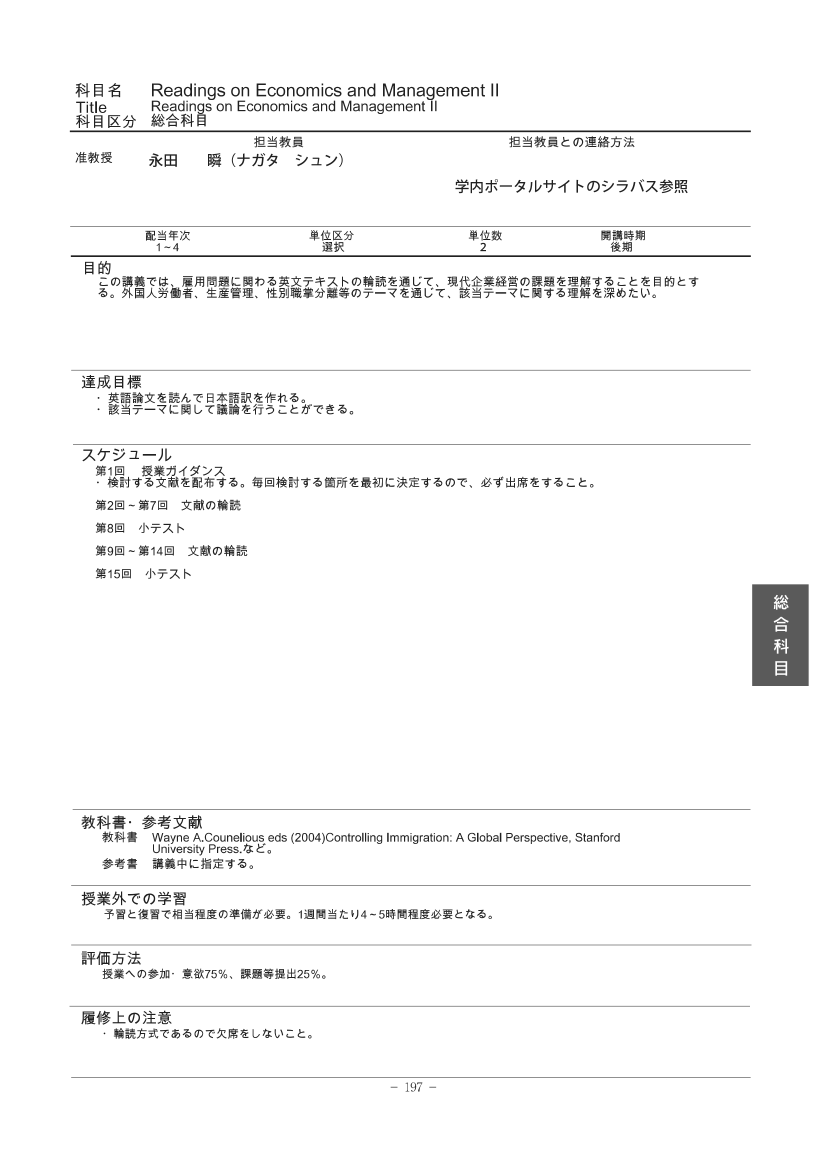 科目名 Readings on Economics and Management II
Title Readings on Economics and Management II
科目区分 総合科目
担当教員 担当教員との連絡方法
准教授 永田　瞬（ナガタ　シュン）
学内ポータルサイトのシラバス参照
配当年次 単位区分 単位数 開講時期
1~4 選択 2 後期
目的
この講義では、雇用問題に関わる英文テキストの輪読を通じて、現代企業経営の課題を理解することを目的とす
る。外国人労働者、生産管理、性別職掌分離等のテーマを通じて、該当テーマに関する理解を深めたい。
達成目標
・英語論文を読んで日本語訳を作れる。
・該当テーマに関して議論を行うことができる。
スケジュール
第1回　授業ガイダンス
・検討する文献を配布する。毎回検討する箇所を最初に決定するので、必ず出席をすること。
第2回~第7回　文献の輪読
第8回　小テスト
第9回~第14回　文献の輪読
第15回　小テスト
総合科目
教科書・参考文献
教科書 Wayne A.Counelious eds (2004)Controlling Immigration: A Global Perspective, Stanford
University Press.など。
参考書 講義中に指定する。
授業外での学習
予習と復習で相当程度の準備が必要。1週間当たり4~5時間程度必要となる。
評価方法
授業への参加・意欲75%、課題等提出25%。
履修上の注意
・輪読方式であるので欠席をしないこと。
－ 197 －